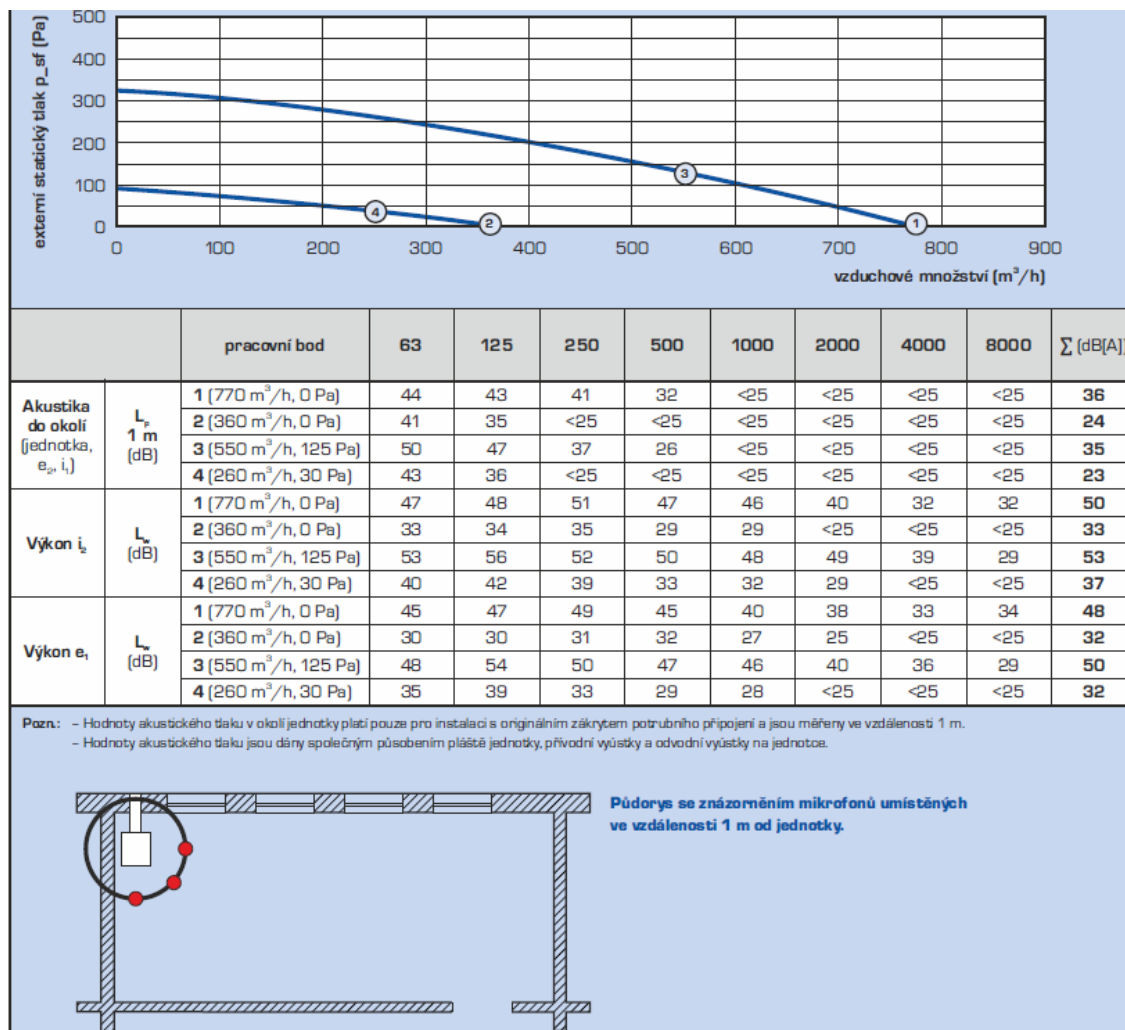 externí statický tlak p_sf (Pa)
500
400
300
200
100
0
3
4
2
1
0 100 200 300 400 500 600 700 800 900
vzduchové množství (m³/h)
pracovní bod 63 125 250 500 1000 2000 4000 8000 ∑ (dB[A])
Akustika do okolí (jednotka, e₂, i₁) Lₚ 1 m (dB)
1 (770 m³/h, 0 Pa) 44 43 41 32 <25 <25 <25 <25 36
2 (360 m³/h, 0 Pa) 41 35 <25 <25 <25 <25 <25 <25 24
3 (550 m³/h, 125 Pa) 50 47 37 26 <25 <25 <25 <25 35
4 (260 m³/h, 30 Pa) 43 36 <25 <25 <25 <25 <25 <25 23
Výkon i₂ L_w (dB)
1 (770 m³/h, 0 Pa) 47 48 51 47 46 40 32 32 50
2 (360 m³/h, 0 Pa) 33 34 35 29 29 <25 <25 <25 33
3 (550 m³/h, 125 Pa) 53 56 52 50 48 49 39 29 53
4 (260 m³/h, 30 Pa) 40 42 39 33 32 29 <25 <25 37
Výkon e₁ L_w (dB)
1 (770 m³/h, 0 Pa) 45 47 49 45 40 38 33 34 48
2 (360 m³/h, 0 Pa) 30 30 31 32 27 25 <25 <25 32
3 (550 m³/h, 125 Pa) 48 54 50 47 46 40 36 29 50
4 (260 m³/h, 30 Pa) 35 39 33 29 28 <25 <25 <25 32
Pozn.: – Hodnoty akustického tlaku v okolí jednotky platí pouze pro instalaci s originálním zákrytem potrubního připojení a jsou měřeny ve vzdálenosti 1 m.
– Hodnoty akustického tlaku jsou dány společným působením pláště jednotky, přívodní vyústky a odvodní vyústky na jednotce.
Půdorys se znázorněním mikrofonů umístěných
ve vzdálenosti 1 m od jednotky.